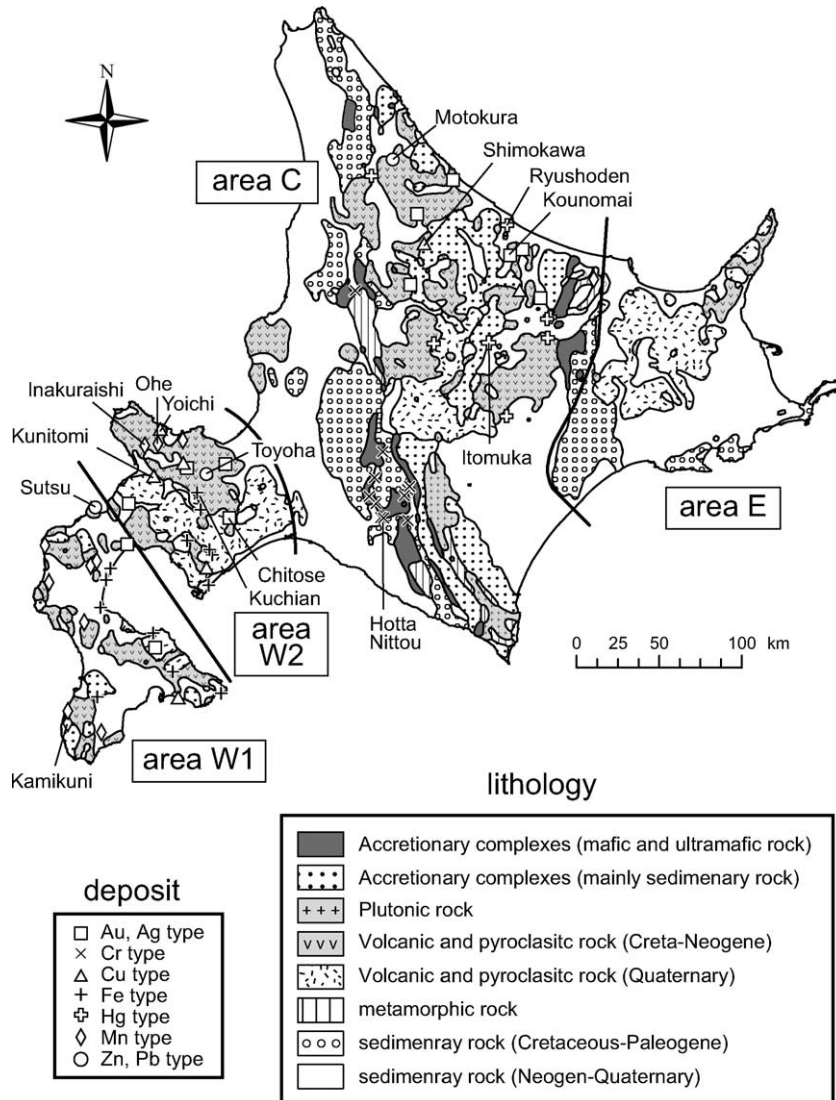 N
Motokura
Shimokawa
area C
Ryushoden
Kounomai
Ohe
Inakuraishi
Yoichi
Kunitomi
Toyoha
Sutsu
Itomuka
area E
Chitose
Kuchian
area
W2
Hotta
Nittou
0 25 50 100 km
area W1
Kamikuni
lithology
Accretionary complexes (mafic and ultramafic rock)
Accretionary complexes (mainly sedimenary rock)
Plutonic rock
Volcanic and pyroclasitc rock (Creta-Neogene)
Volcanic and pyroclasitc rock (Quaternary)
metamorphic rock
sedimenray rock (Cretaceous-Paleogene)
sedimenray rock (Neogen-Quaternary)
deposit
Au, Ag type
Cr type
Cu type
Fe type
Hg type
Mn type
Zn, Pb type